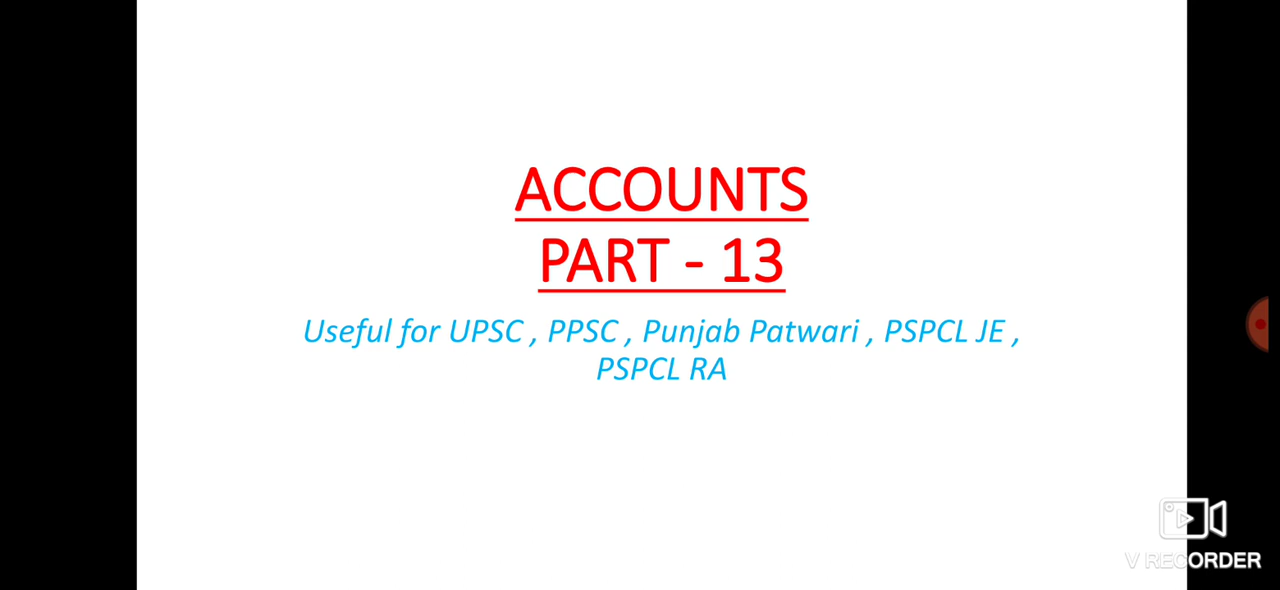 ACCOUNTS
PART - 13
Useful for UPSC , PPSC , Punjab Patwari , PSPCL JE ,
PSPCL RA
V RECORDER